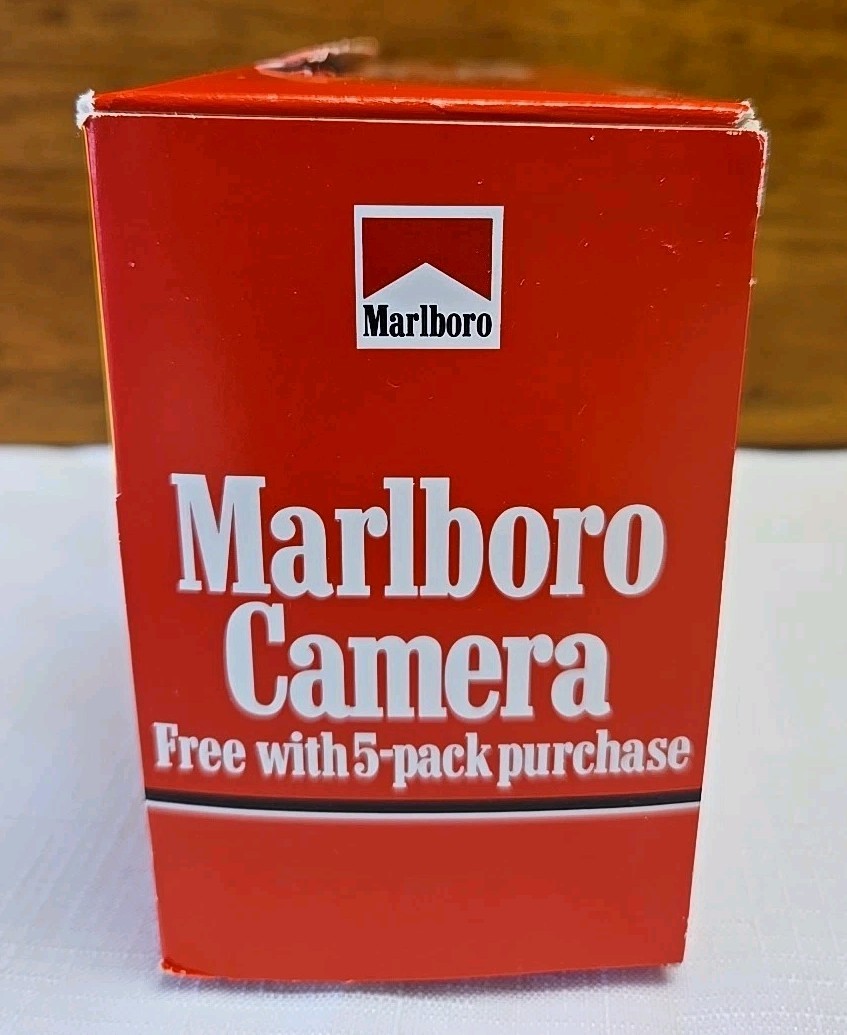 Marlboro
Marlboro
Camera
Free with 5-pack purchase